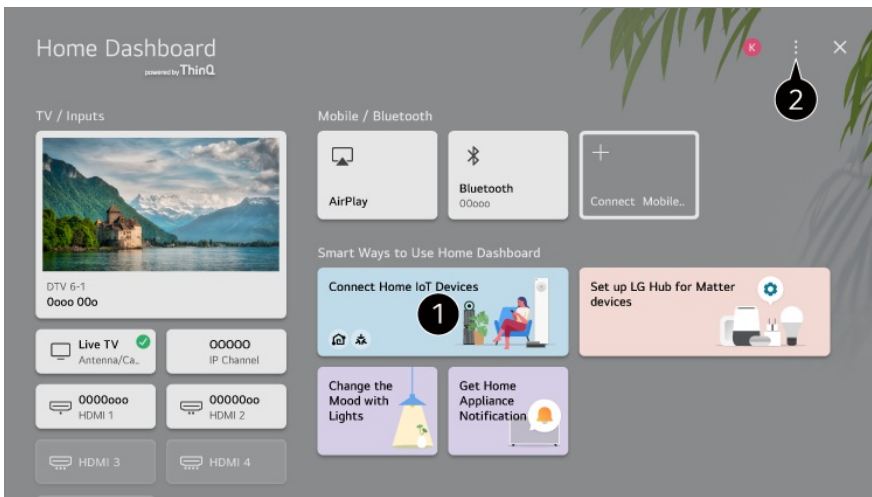 Home Dashboard
powered by ThinQ
K
2
TV / Inputs
Mobile / Bluetooth
AirPlay
Bluetooth
00ooo
Connect Mobile..
DTV 6-1
0ooo 00o
Smart Ways to Use Home Dashboard
Connect Home IoT Devices
1
Set up LG Hub for Matter
devices
Live TV
Antenna/Ca..
00000
IP Channel
0000ooo
HDMI 1
00000oo
HDMI 2
HDMI 3
HDMI 4
Change the
Mood with
Lights
Get Home
Appliance
Notification